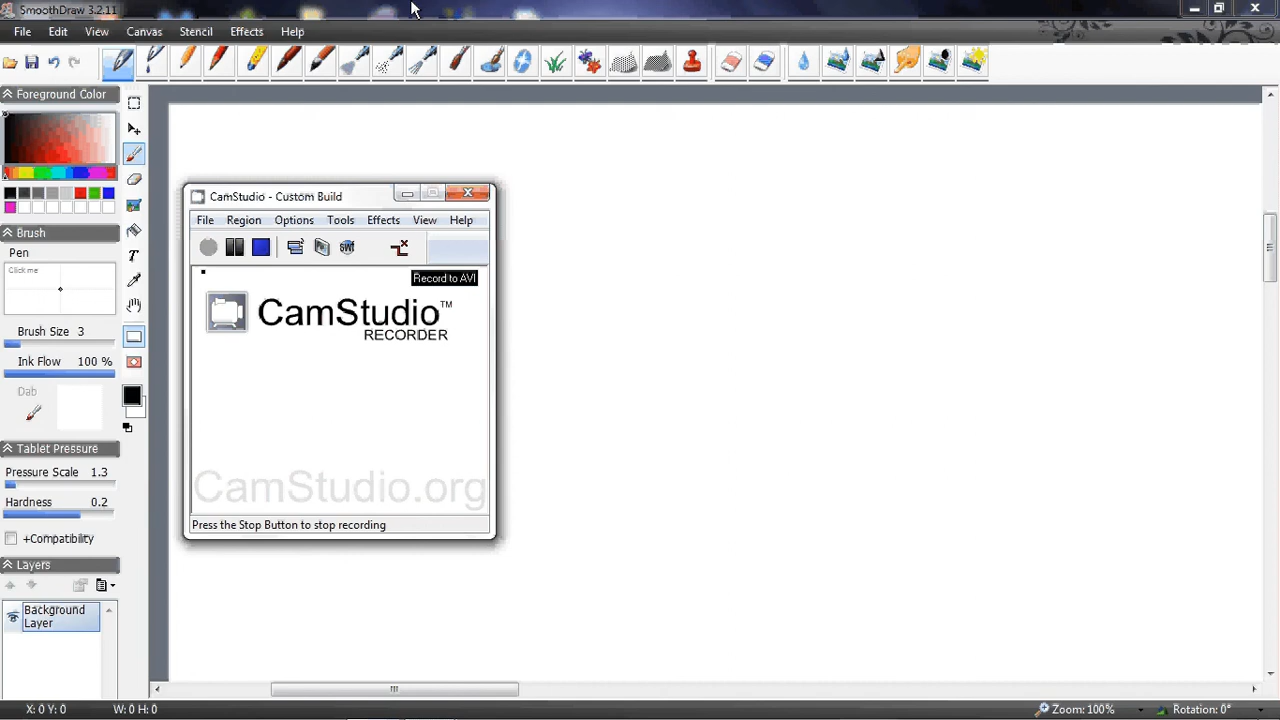 SmoothDraw 3.2.11
File Edit View Canvas Stencil Effects Help
Foreground Color
Brush
Pen
Click me
Brush Size 3
Ink Flow 100 %
Dab
Tablet Pressure
Pressure Scale 1.3
Hardness 0.2
+Compatibility
Layers
Background
Layer
CamStudio - Custom Build
File Region Options Tools Effects View Help
SWF
Record to AVI
CamStudio™
RECORDER
CamStudio.org
Press the Stop Button to stop recording
X: 0 Y: 0 W: 0 H: 0 Zoom: 100% Rotation: 0°